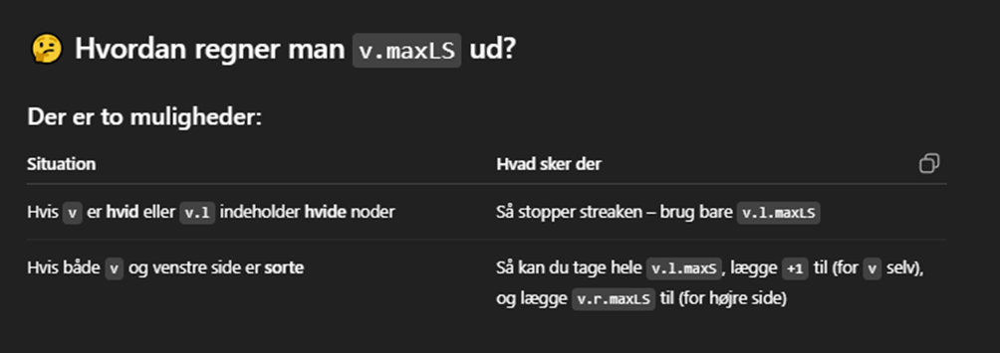 🤔 Hvordan regner man v.maxLS ud?
Der er to muligheder:
Situation Hvad sker der
Hvis v er hvid eller v.l indeholder hvide noder Så stopper streaken – brug bare v.l.maxLS
Hvis både v og venstre side er sorte Så kan du tage hele v.l.maxS, lægge +1 til (for v selv),
og lægge v.r.maxLS til (for højre side)